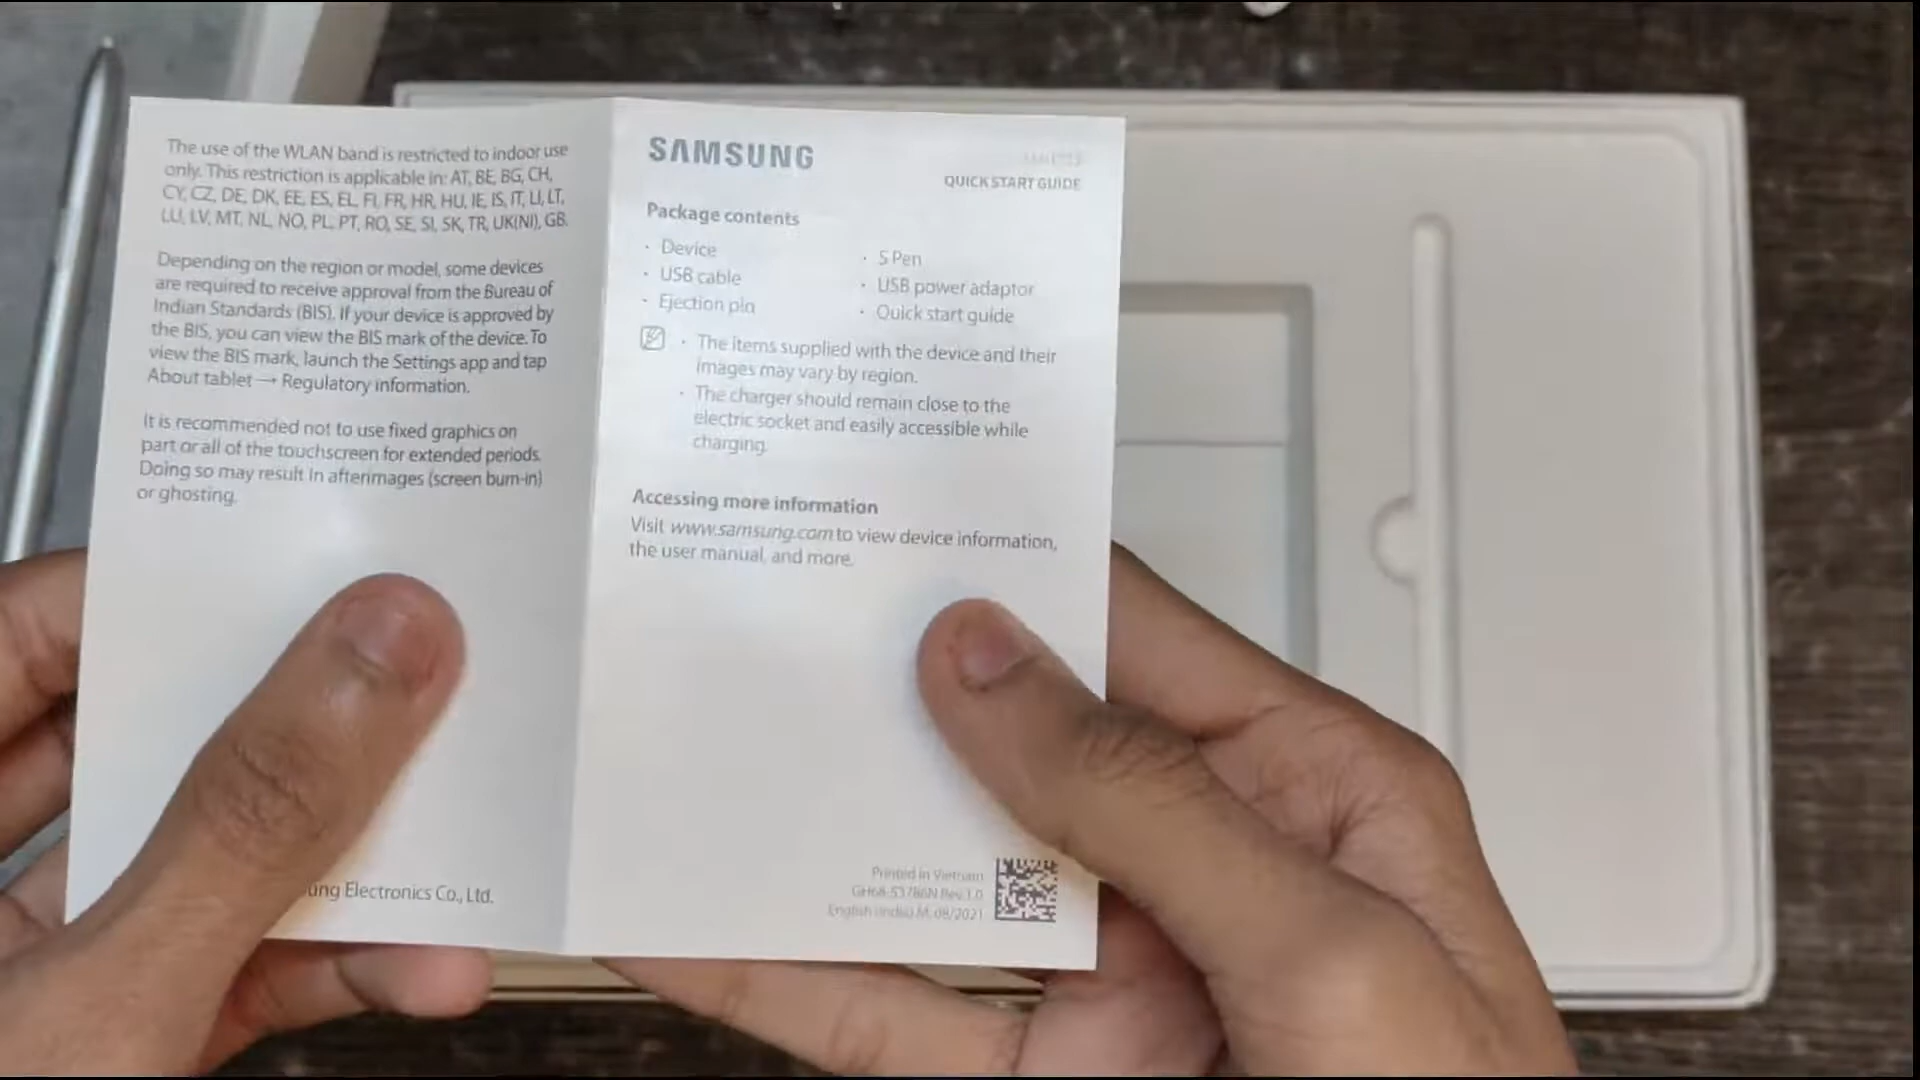 The use of the WLAN band is restricted to indoor use
only. This restriction is applicable in: AT, BE, BG, CH,
CY, CZ, DE, DK, EE, ES, EL, FI, FR, HR, HU, IE, IS, IT, LI, LT,
LU, LV, MT, NL, NO, PL, PT, RO, SE, SI, SK, TR, UK(NI), GB.
Depending on the region or model, some devices
are required to receive approval from the Bureau of
Indian Standards (BIS). If your device is approved by
the BIS, you can view the BIS mark of the device. To
view the BIS mark, launch the Settings app and tap
About tablet → Regulatory information.
It is recommended not to use fixed graphics on
part or all of the touchscreen for extended periods.
Doing so may result in afterimages (screen burn-in)
or ghosting.
Electronics Co., Ltd.
SAMSUNG
QUICK START GUIDE
Package contents
· Device
· USB cable
· Ejection pin
· S Pen
· USB power adaptor
· Quick start guide
· The items supplied with the device and their
images may vary by region.
· The charger should remain close to the
electric socket and easily accessible while
charging.
Accessing more information
Visit www.samsung.com to view device information,
the user manual, and more.
Printed in Vietnam
GH68-53786N Rev.1.0
English (India). 08/2021